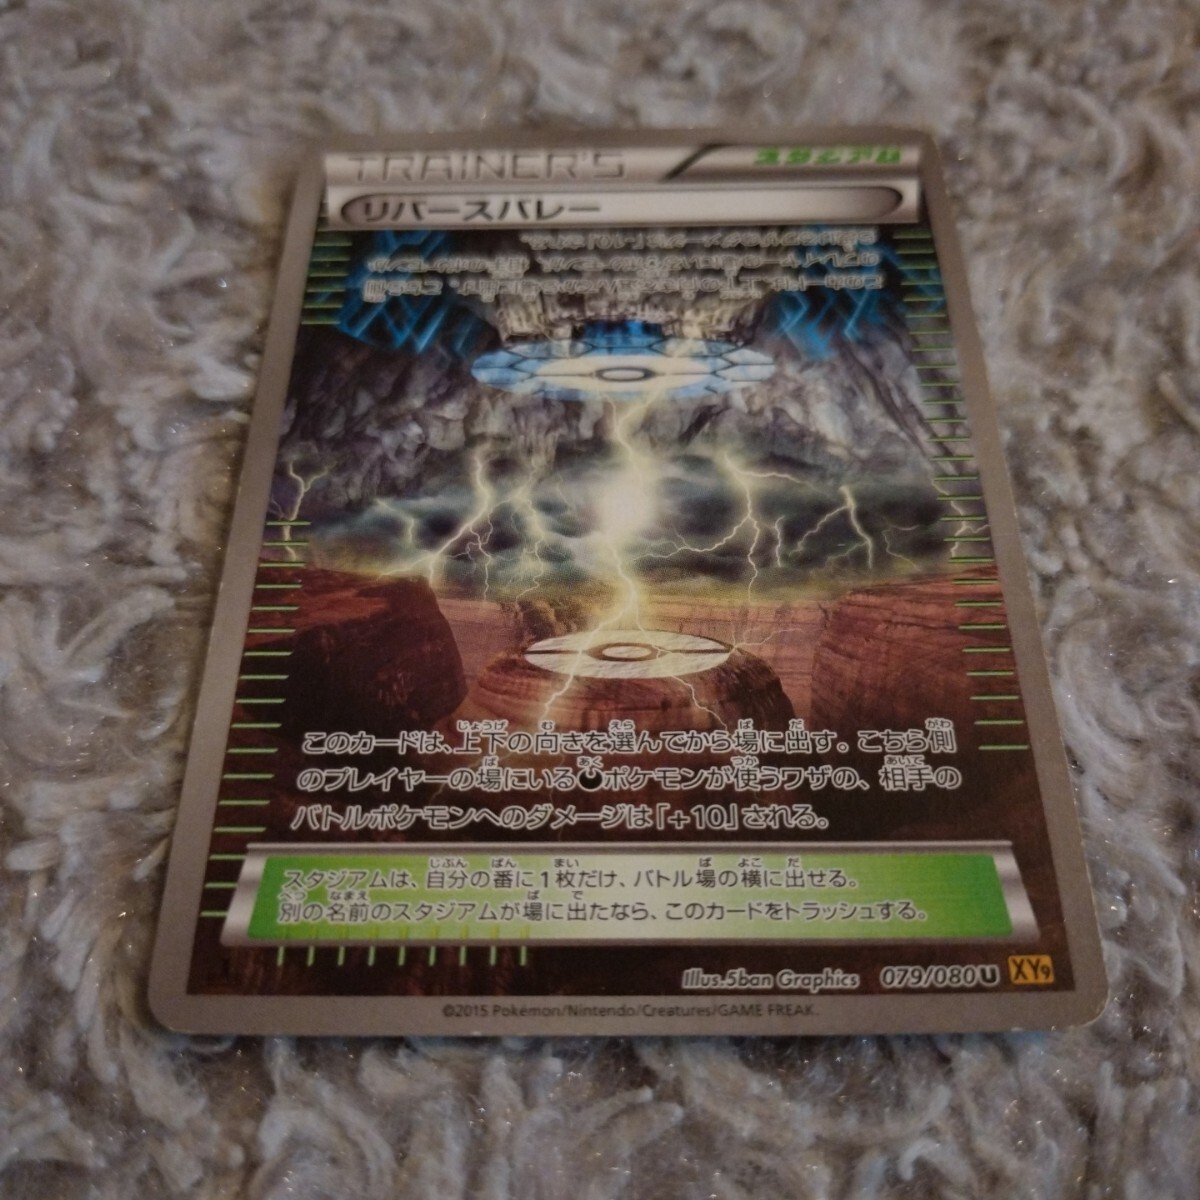 TRAINER'S
スタジアム
リバースバレー
このカードは、上下の向きを選んでから場に出す。こちら側
のプレイヤーの場にいるポケモンが使うワザの、相手の
バトルポケモンへのダメージは「+10」される。
スタジアムは、自分の番に1枚だけ、バトル場の横に出せる。
別の名前のスタジアムが場に出たなら、このカードをトラッシュする。
Illus.5ban Graphics 079/080 U XY9
©2015 Pokémon/Nintendo/Creatures/GAME FREAK.